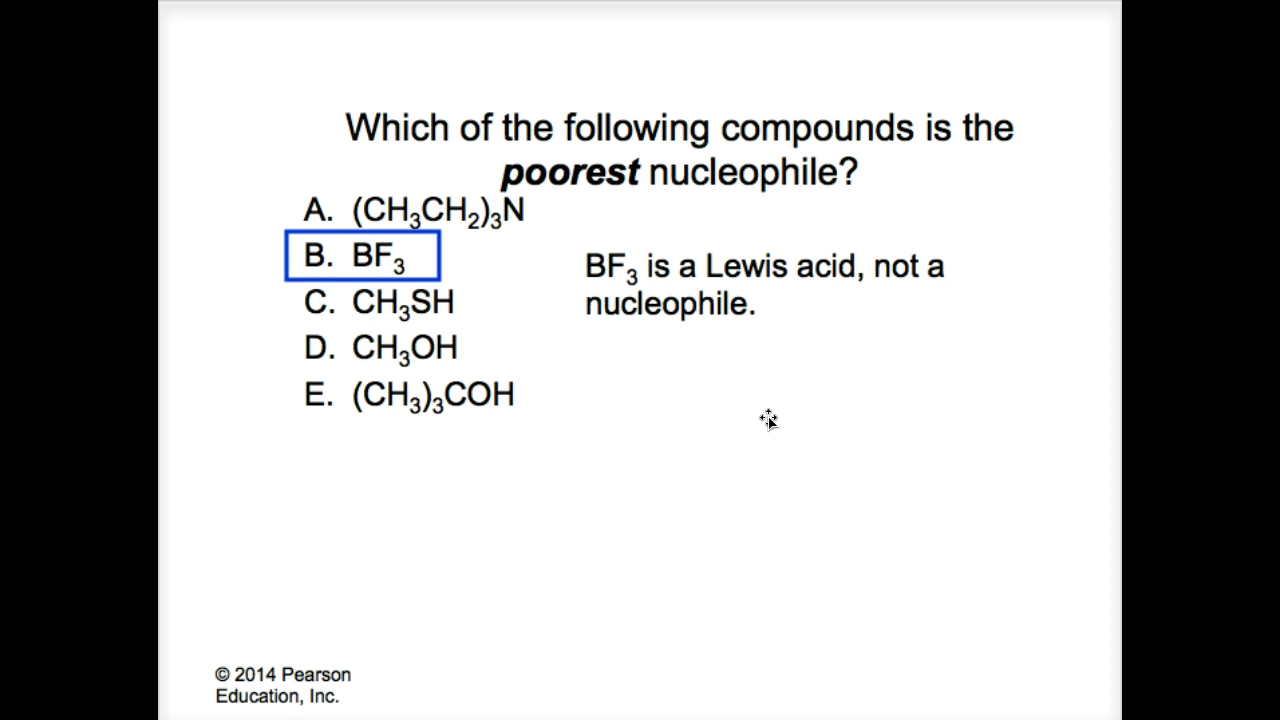 Which of the following compounds is the
poorest nucleophile?
A. (CH₃CH₂)₃N
B. BF₃
BF₃ is a Lewis acid, not a
nucleophile.
C. CH₃SH
D. CH₃OH
E. (CH₃)₃COH
© 2014 Pearson
Education, Inc.